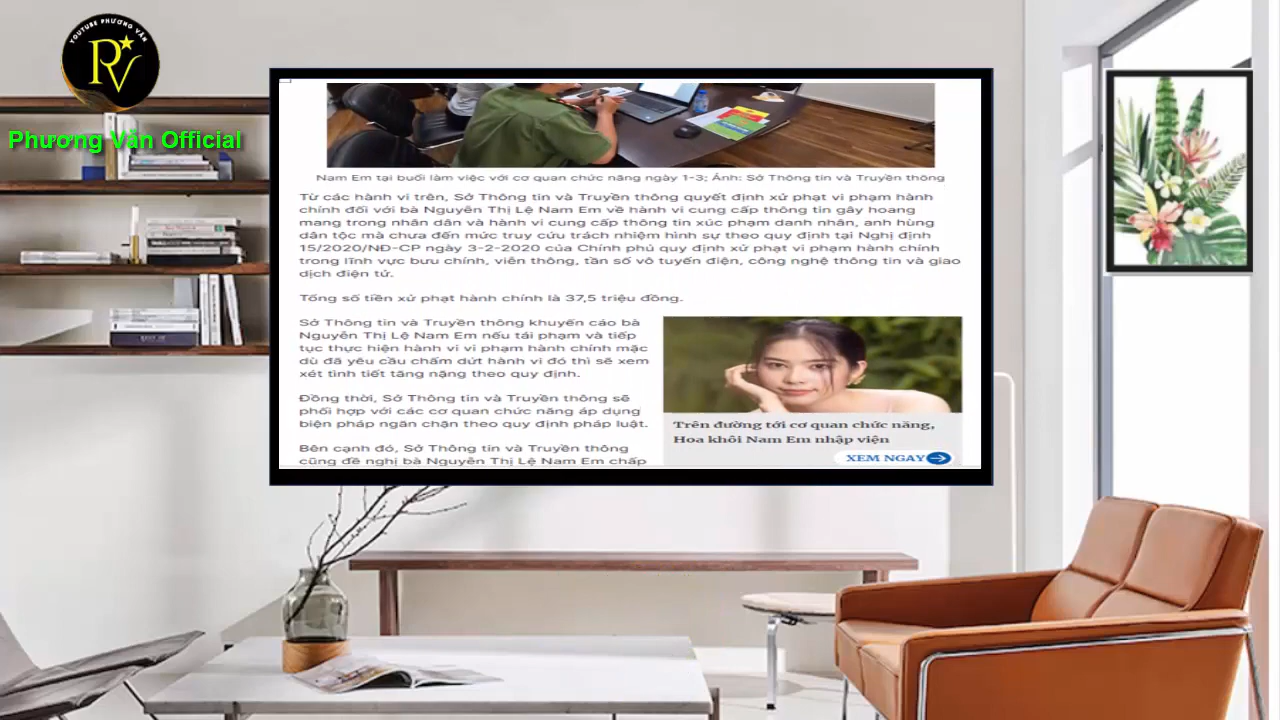 YOUTUBE PHƯƠNG VÂN
PV
Phương Vân Official
Nam Em tại buổi làm việc với cơ quan chức năng ngày 1-3; Ảnh: Sở Thông tin và Truyền thông
Từ các hành vi trên, Sở Thông tin và Truyền thông quyết định xử phạt vi phạm hành
chính đối với bà Nguyễn Thị Lệ Nam Em về hành vi cung cấp thông tin gây hoang
mang trong nhân dân và hành vi cung cấp thông tin xúc phạm danh nhân, anh hùng
dân tộc mà chưa đến mức truy cứu trách nhiệm hình sự theo quy định tại Nghị định
15/2020/NĐ-CP ngày 3-2-2020 của Chính phủ quy định xử phạt vi phạm hành chính
trong lĩnh vực bưu chính, viễn thông, tần số vô tuyến điện, công nghệ thông tin và giao
dịch điện tử.
Tổng số tiền xử phạt hành chính là 37,5 triệu đồng.
Sở Thông tin và Truyền thông khuyến cáo bà
Nguyễn Thị Lệ Nam Em nếu tái phạm và tiếp
tục thực hiện hành vi vi phạm hành chính mặc
dù đã yêu cầu chấm dứt hành vi đó thì sẽ xem
xét tình tiết tăng nặng theo quy định.
Đồng thời, Sở Thông tin và Truyền thông sẽ
phối hợp với các cơ quan chức năng áp dụng
biện pháp ngăn chặn theo quy định pháp luật.
Bên cạnh đó, Sở Thông tin và Truyền thông
cũng đề nghị bà Nguyễn Thị Lệ Nam Em chấp
Trên đường tới cơ quan chức năng,
Hoa khôi Nam Em nhập viện
XEM NGAY